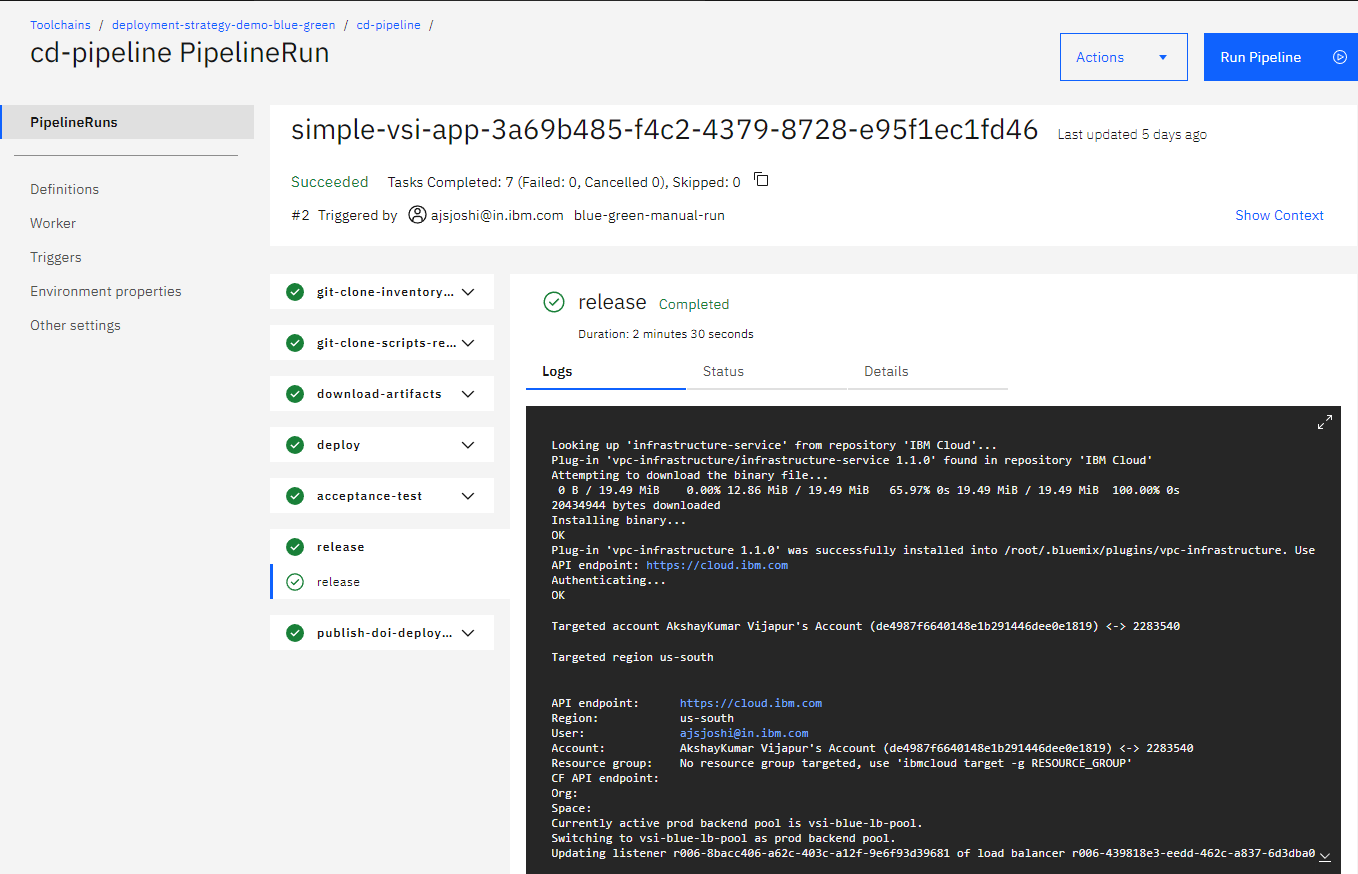 Toolchains / deployment-strategy-demo-blue-green / cd-pipeline /
cd-pipeline PipelineRun
Actions
Run Pipeline
PipelineRuns
Definitions
Worker
Triggers
Environment properties
Other settings
simple-vsi-app-3a69b485-f4c2-4379-8728-e95f1ec1fd46 Last updated 5 days ago
Succeeded Tasks Completed: 7 (Failed: 0, Cancelled 0), Skipped: 0
#2 Triggered by ajsjoshi@in.ibm.com blue-green-manual-run
Show Context
git-clone-inventory...
git-clone-scripts-re...
download-artifacts
deploy
acceptance-test
release
release
publish-doi-deploy...
release Completed
Duration: 2 minutes 30 seconds
Logs Status Details
Looking up 'infrastructure-service' from repository 'IBM Cloud'...
Plug-in 'vpc-infrastructure/infrastructure-service 1.1.0' found in repository 'IBM Cloud'
Attempting to download the binary file...
0 B / 19.49 MiB 0.00% 12.86 MiB / 19.49 MiB 65.97% 0s 19.49 MiB / 19.49 MiB 100.00% 0s
20434944 bytes downloaded
Installing binary...
OK
Plug-in 'vpc-infrastructure 1.1.0' was successfully installed into /root/.bluemix/plugins/vpc-infrastructure. Use
API endpoint: https://cloud.ibm.com
Authenticating...
OK
Targeted account AkshayKumar Vijapur's Account (de4987f6640148e1b291446dee0e1819) <-> 2283540
Targeted region us-south
API endpoint: https://cloud.ibm.com
Region: us-south
User: ajsjoshi@in.ibm.com
Account: AkshayKumar Vijapur's Account (de4987f6640148e1b291446dee0e1819) <-> 2283540
Resource group: No resource group targeted, use 'ibmcloud target -g RESOURCE_GROUP'
CF API endpoint:
Org:
Space:
Currently active prod backend pool is vsi-blue-lb-pool.
Switching to vsi-blue-lb-pool as prod backend pool.
Updating listener r006-8bacc406-a62c-403c-a12f-9e6f93d39681 of load balancer r006-439818e3-eedd-462c-a837-6d3dba0